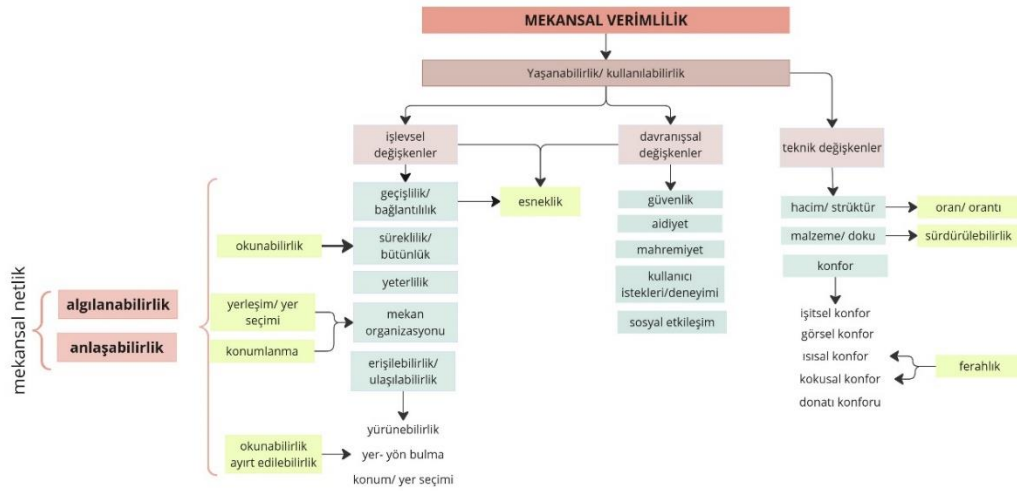 MEKANSAL VERİMLİLİK
Yaşanabilirlik/ kullanılabilirlik
işlevsel
değişkenler
davranışsal
değişkenler
teknik değişkenler
geçişlilik/
bağlantılılık
esneklik
güvenlik
hacim/ strüktür
oran/ orantı
aidiyet
malzeme/ doku
sürdürülebilirlik
okunabilirlik
süreklilik/
bütünlük
mahremiyet
konfor
yeterlilik
kullanıcı
istekleri/deneyimi
mekansal netlik
algılanabilirlik
anlaşabilirlik
yerleşim/ yer
seçimi
konumlanma
mekan
organizasyonu
sosyal etkileşim
işitsel konfor
görsel konfor
ısısal konfor
kokusal konfor
donatı konforu
ferahlık
erişilebilirlik/
ulaşılabilirlik
yürünebilirlik
okunabilirlik
ayırt edilebilirlik
yer- yön bulma
konum/ yer seçimi